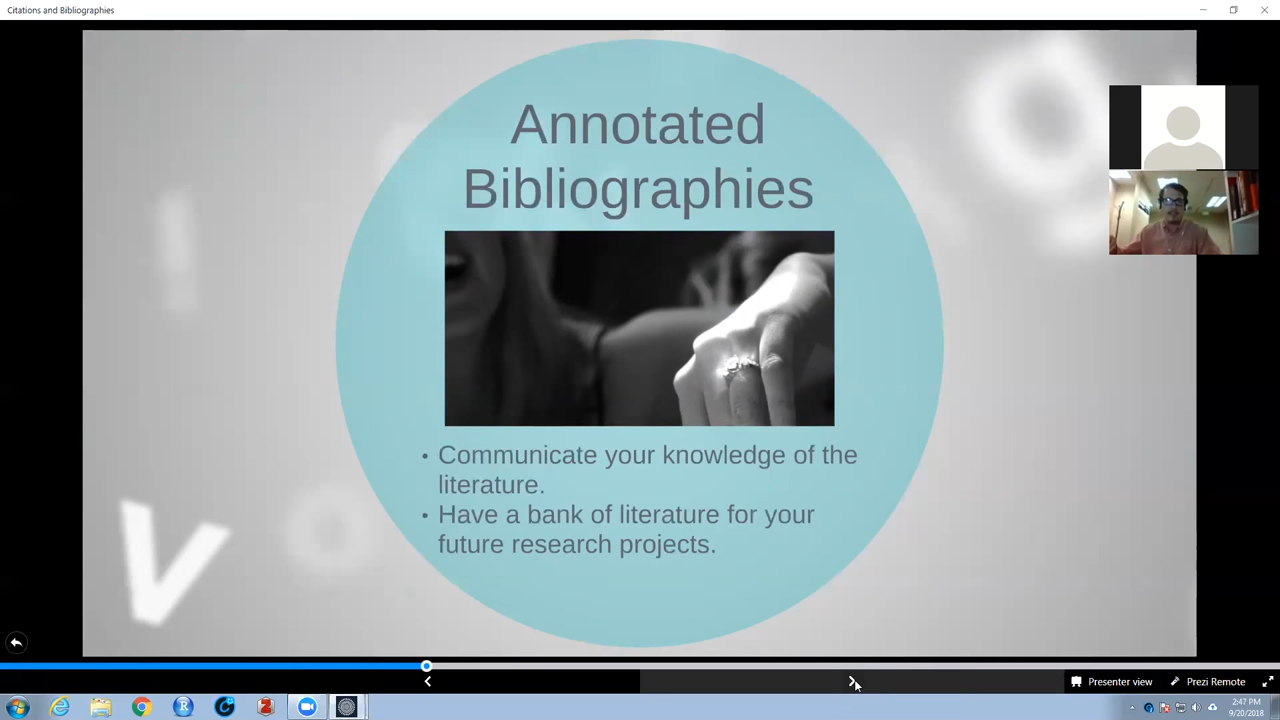 Citations and Bibliographies
Annotated
Bibliographies
• Communicate your knowledge of the
literature.
• Have a bank of literature for your
future research projects.
Presenter view
Prezi Remote
2:47 PM
9/20/2018